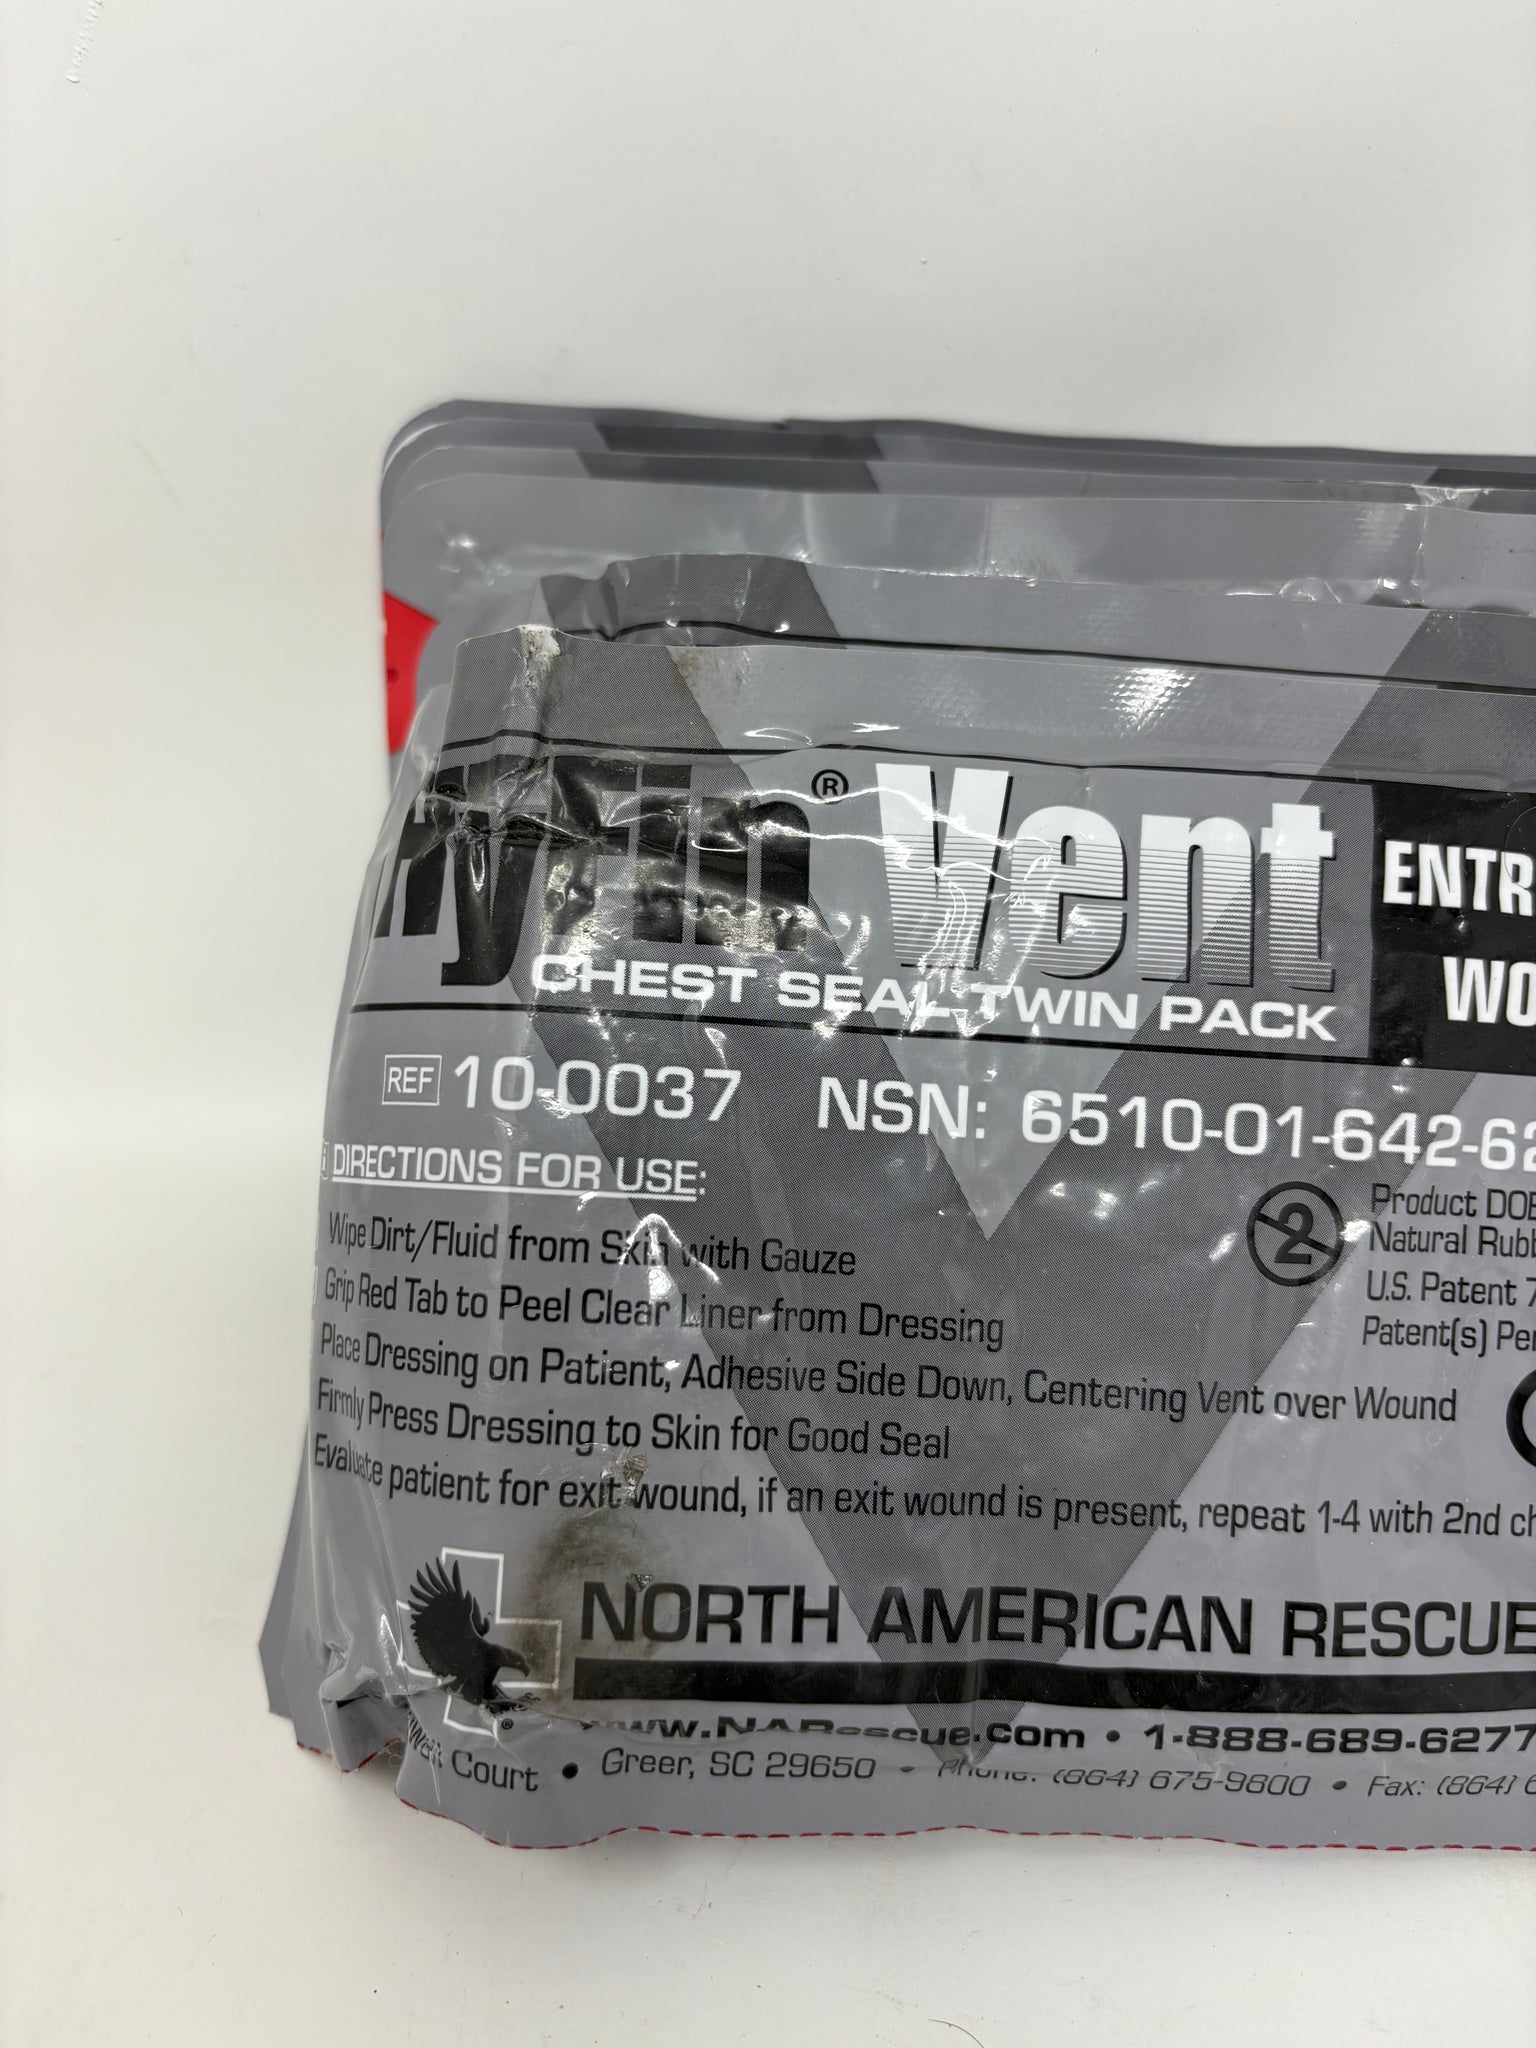 HyFin® Vent
CHEST SEAL TWIN PACK
REF 10-0037 NSN: 6510-01-642-62
DIRECTIONS FOR USE:
Wipe Dirt/Fluid from Skin with Gauze
Grip Red Tab to Peel Clear Liner from Dressing
Place Dressing on Patient, Adhesive Side Down, Centering Vent over Wound
Firmly Press Dressing to Skin for Good Seal
Evaluate patient for exit wound, if an exit wound is present, repeat 1-4 with 2nd ch
ENTR
WO
2
Product DOE
Natural Rubb
U.S. Patent 7
Patent(s) Pe
NORTH AMERICAN RESCUE
www.NARescue.com • 1-888-689-6277
Court • Greer, SC 29650 • Phone: (864) 675-9800 • Fax: (864) 6